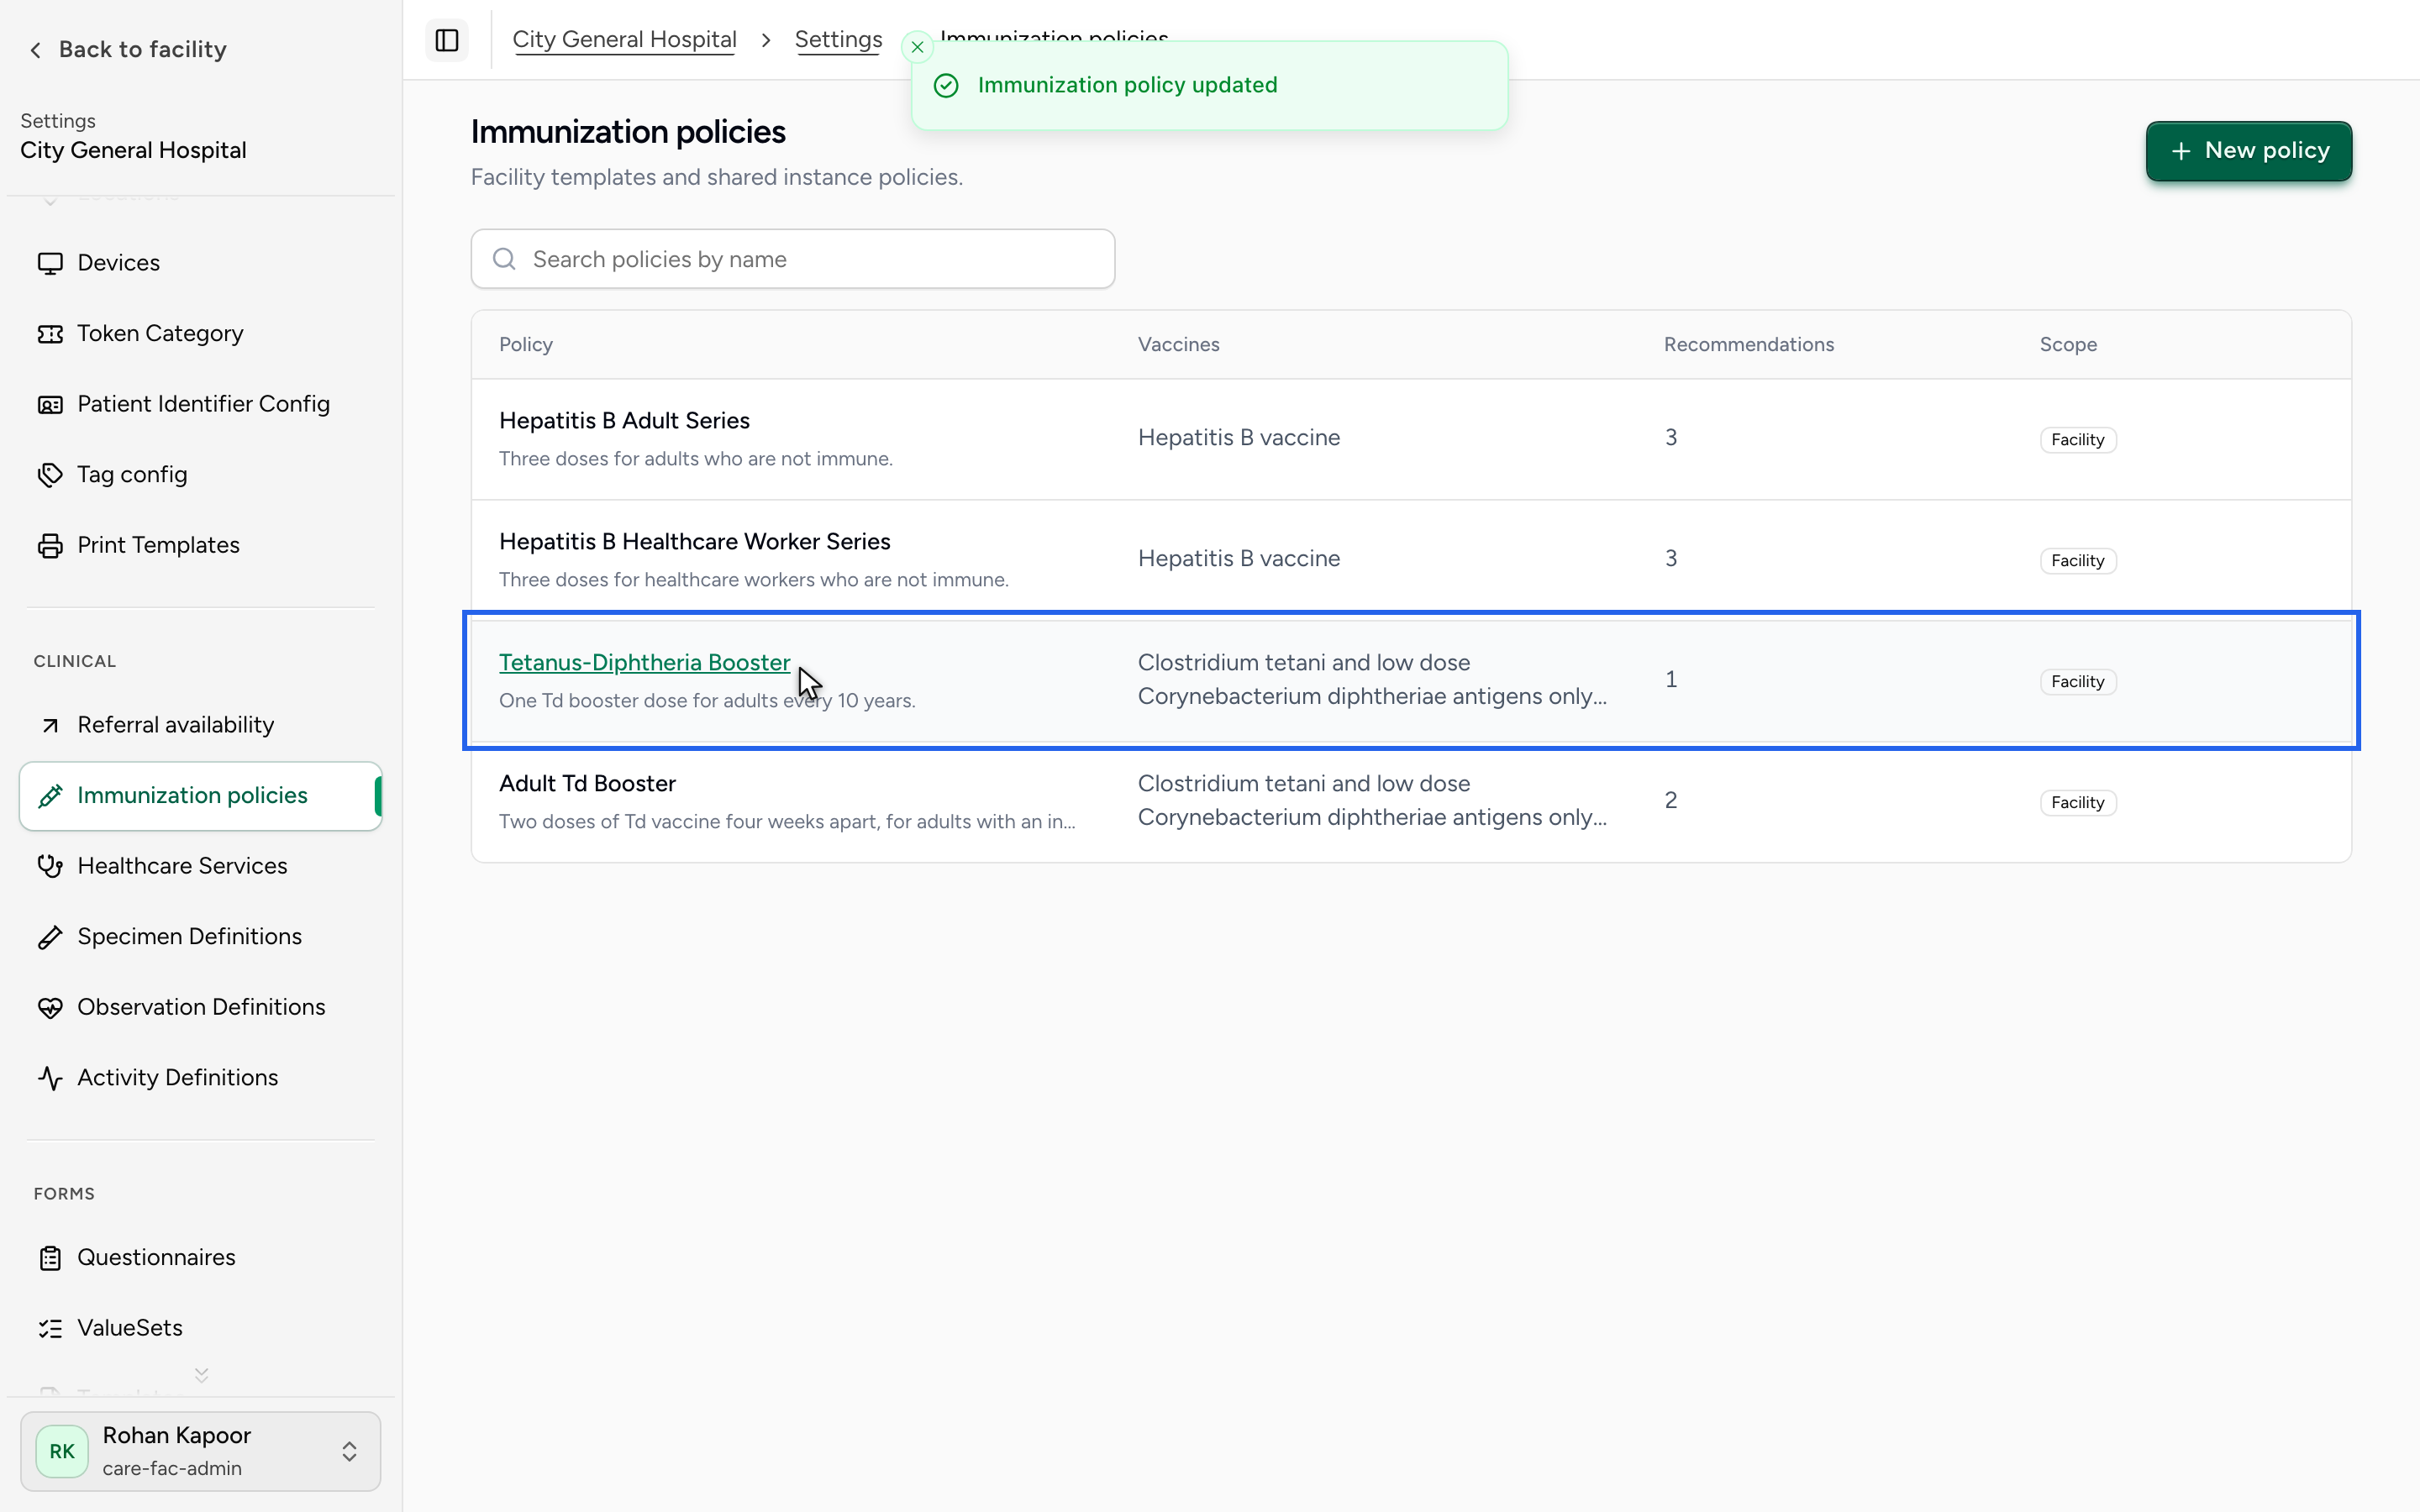 Back to facility
Settings
City General Hospital
Devices
Token Category
Patient Identifier Config
Tag config
Print Templates
CLINICAL
Referral availability
Immunization policies
Healthcare Services
Specimen Definitions
Observation Definitions
Activity Definitions
FORMS
Questionnaires
ValueSets
RK
Rohan Kapoor
care-fac-admin
City General Hospital > Settings
Immunization policies
Immunization policy updated
Immunization policies
Facility templates and shared instance policies.
New policy
Search policies by name
Policy Vaccines Recommendations Scope
Hepatitis B Adult Series
Three doses for adults who are not immune.
Hepatitis B vaccine
3
Facility
Hepatitis B Healthcare Worker Series
Three doses for healthcare workers who are not immune.
Hepatitis B vaccine
3
Facility
Tetanus-Diphtheria Booster
One Td booster dose for adults every 10 years.
Clostridium tetani and low dose
Corynebacterium diphtheriae antigens only...
1
Facility
Adult Td Booster
Two doses of Td vaccine four weeks apart, for adults with an in...
Clostridium tetani and low dose
Corynebacterium diphtheriae antigens only...
2
Facility